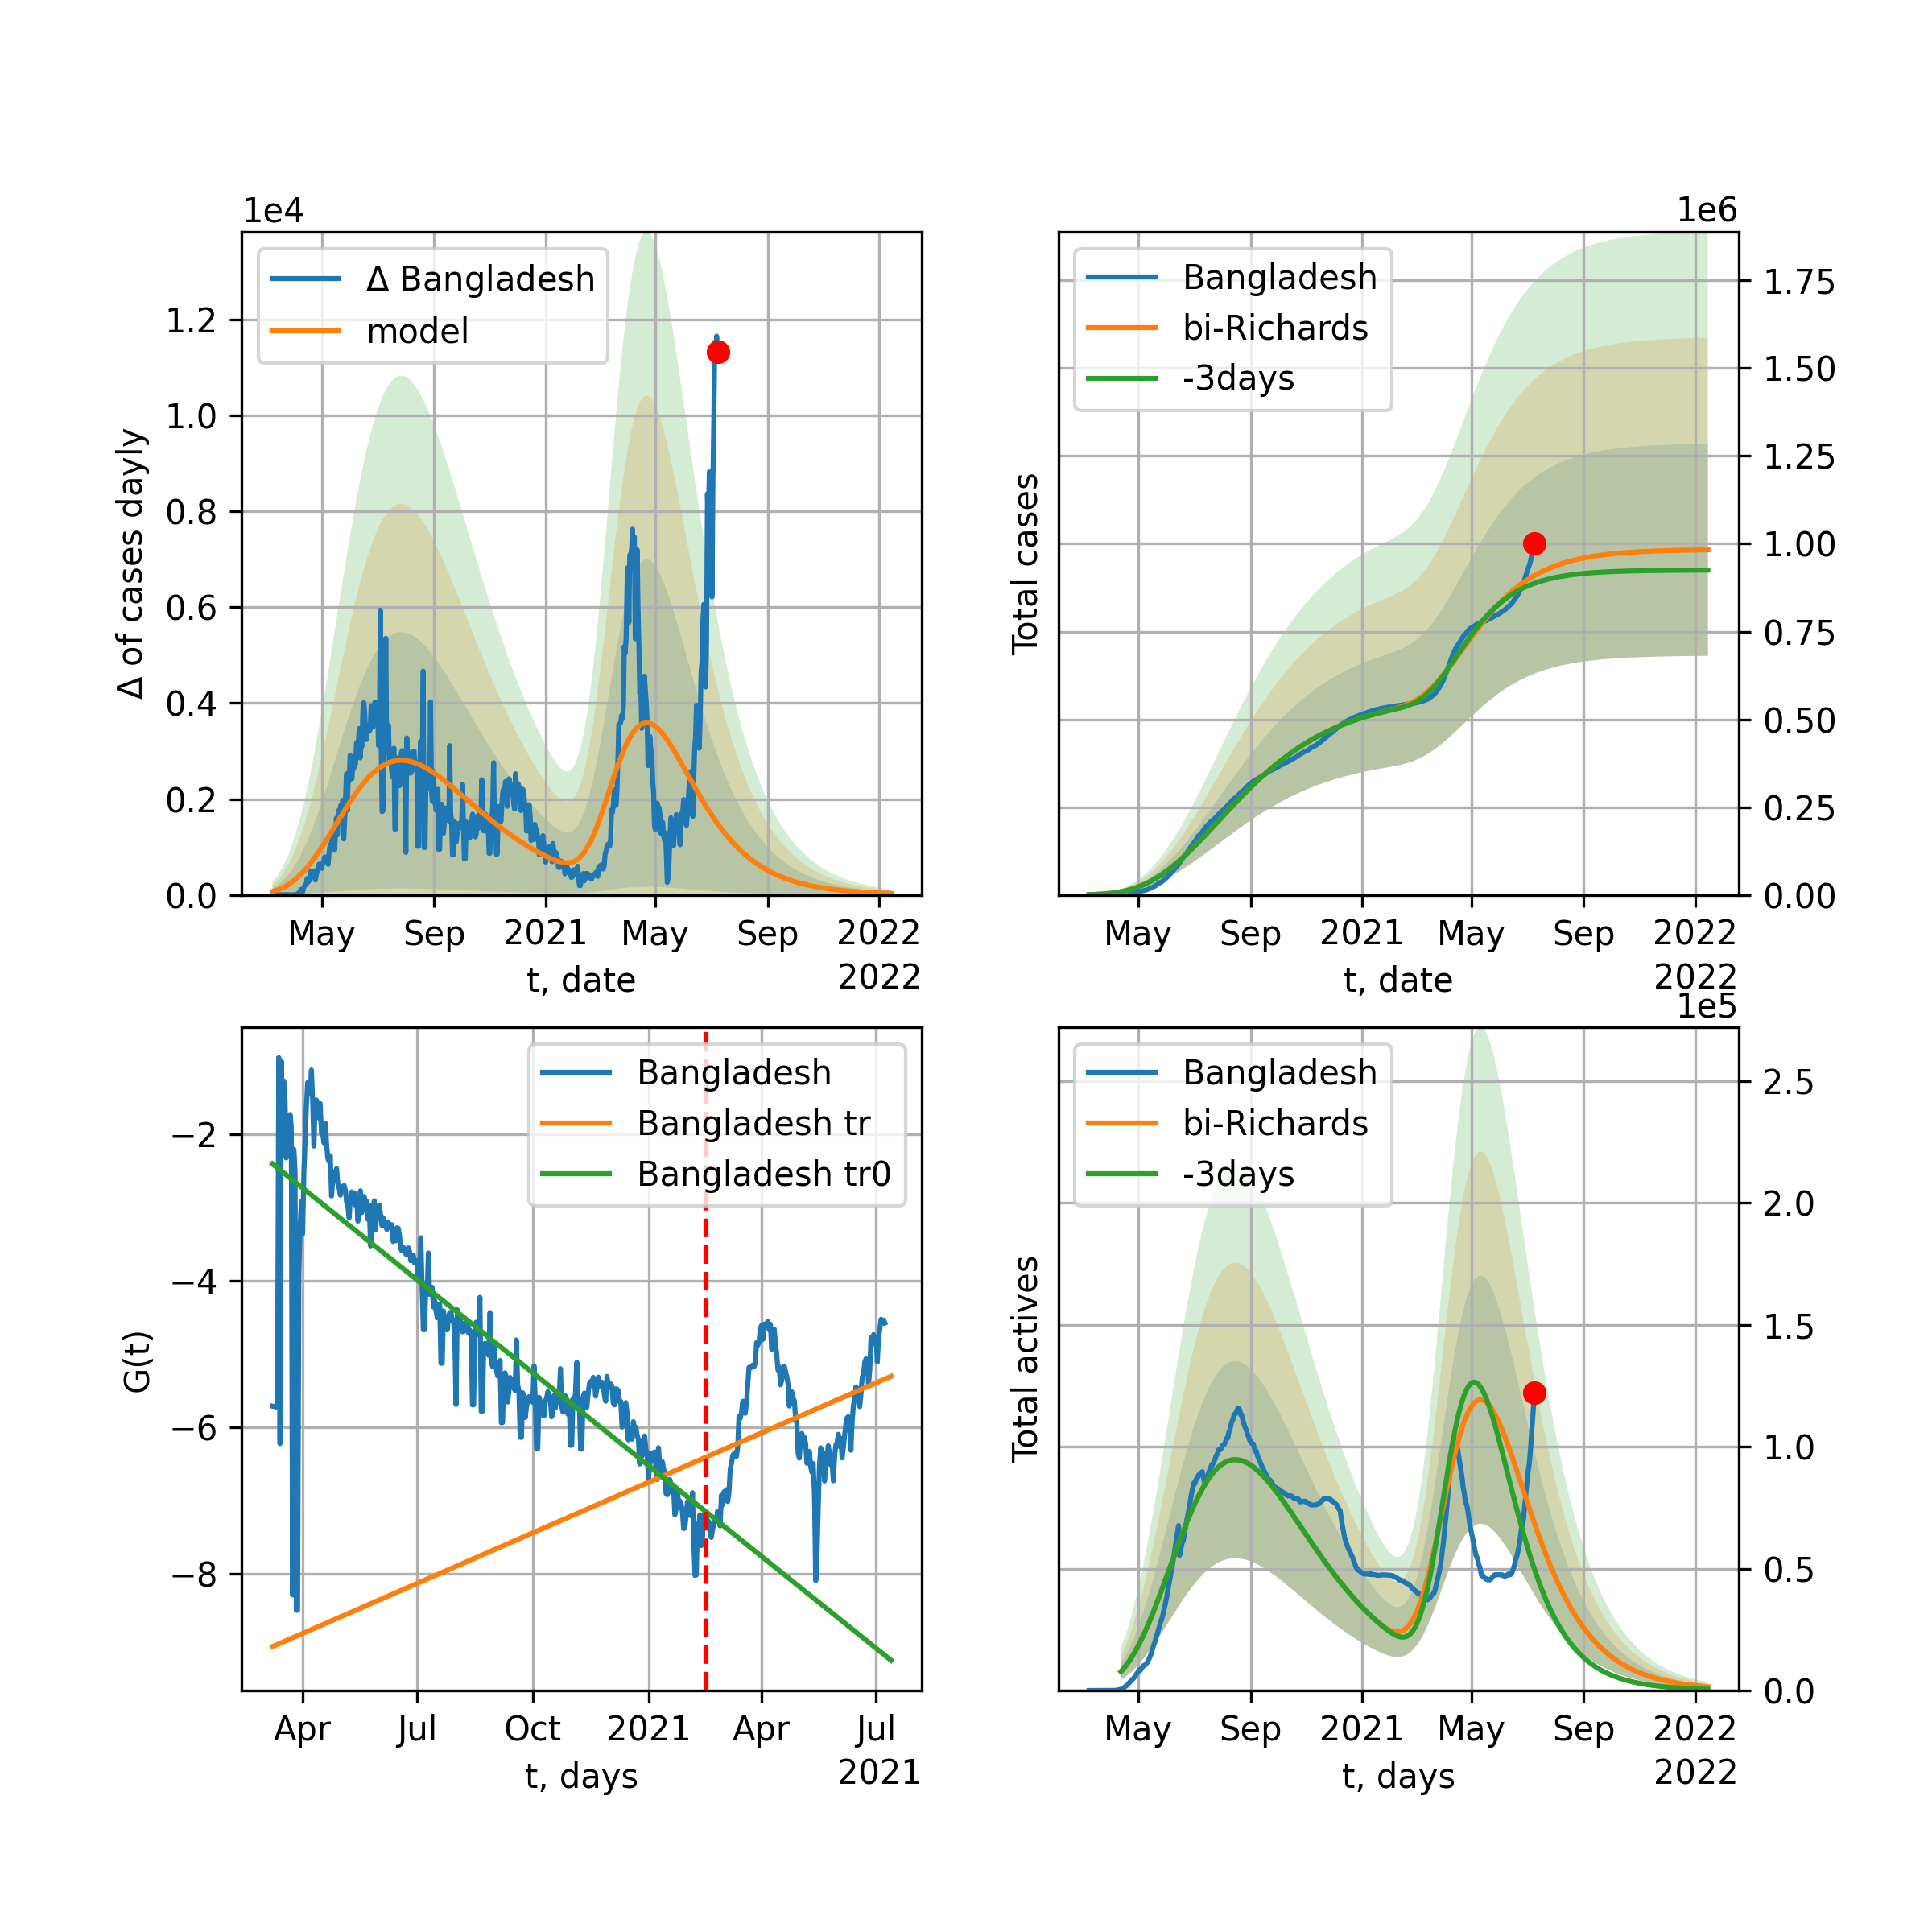 1e4
Δ Bangladesh
model
1.2
1.0
0.8
0.6
0.4
0.2
0.0
Δ of cases dayly
May Sep 2021 May Sep 2022
t, date 2022
1e6
Bangladesh
bi-Richards
-3days
1.75
1.50
1.25
1.00
0.75
0.50
0.25
0.00
Total cases
May Sep 2021 May Sep 2022
t, date 2022
Bangladesh
Bangladesh tr
Bangladesh tr0
−2
−4
−6
−8
G(t)
Apr Jul Oct 2021 Apr Jul
t, days 2021
1e5
Bangladesh
bi-Richards
-3days
2.5
2.0
1.5
1.0
0.5
0.0
Total actives
May Sep 2021 May Sep 2022
t, days 2022